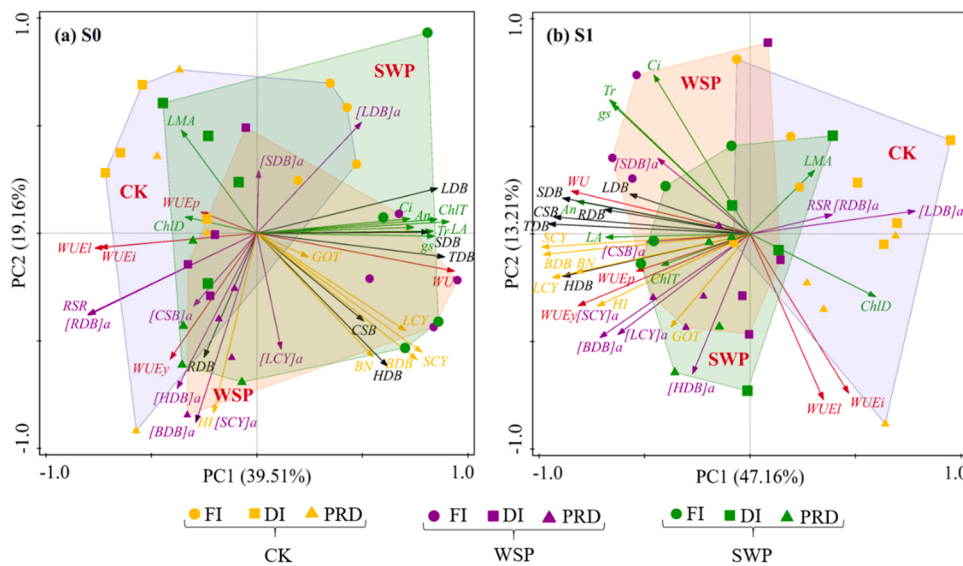 1.0
(a) S0
SWP
[LDB]a
LMA
[SDB]a
CK
LDB
WUEp
Ci
ChlT
An
ChlD
Tr
LA
gs
SDB
WUEl
WUEi
GOT
TDB
WU
RSR
[RDB]a
[CSB]a
LCY
CSB
WUEy
RDB
[LCY]a
BN
BDB
SCY
HDB
[HDB]a
WSP
[BDB]a
HI
[SCY]a
PC2 (19.16%)
-1.0
-1.0
PC1 (39.51%)
1.0
1.0
(b) S1
WSP
Ci
Tr
gs
CK
[SDB]a
LMA
WU
SDB
LDB
RSR
[RDB]a
[LDB]a
CSB
An
RDB
TDB
SCY
LA
[CSB]a
BDB
BN
LCY
HDB
WUEp
ChlT
ChlD
WUEy
HI
[SCY]a
[BDB]a
[LCY]a
GOT
SWP
[HDB]a
WUEl
WUEi
PC2 (13.21%)
-1.0
-1.0
PC1 (47.16%)
1.0
FI DI PRD FI DI PRD FI DI PRD
CK WSP SWP